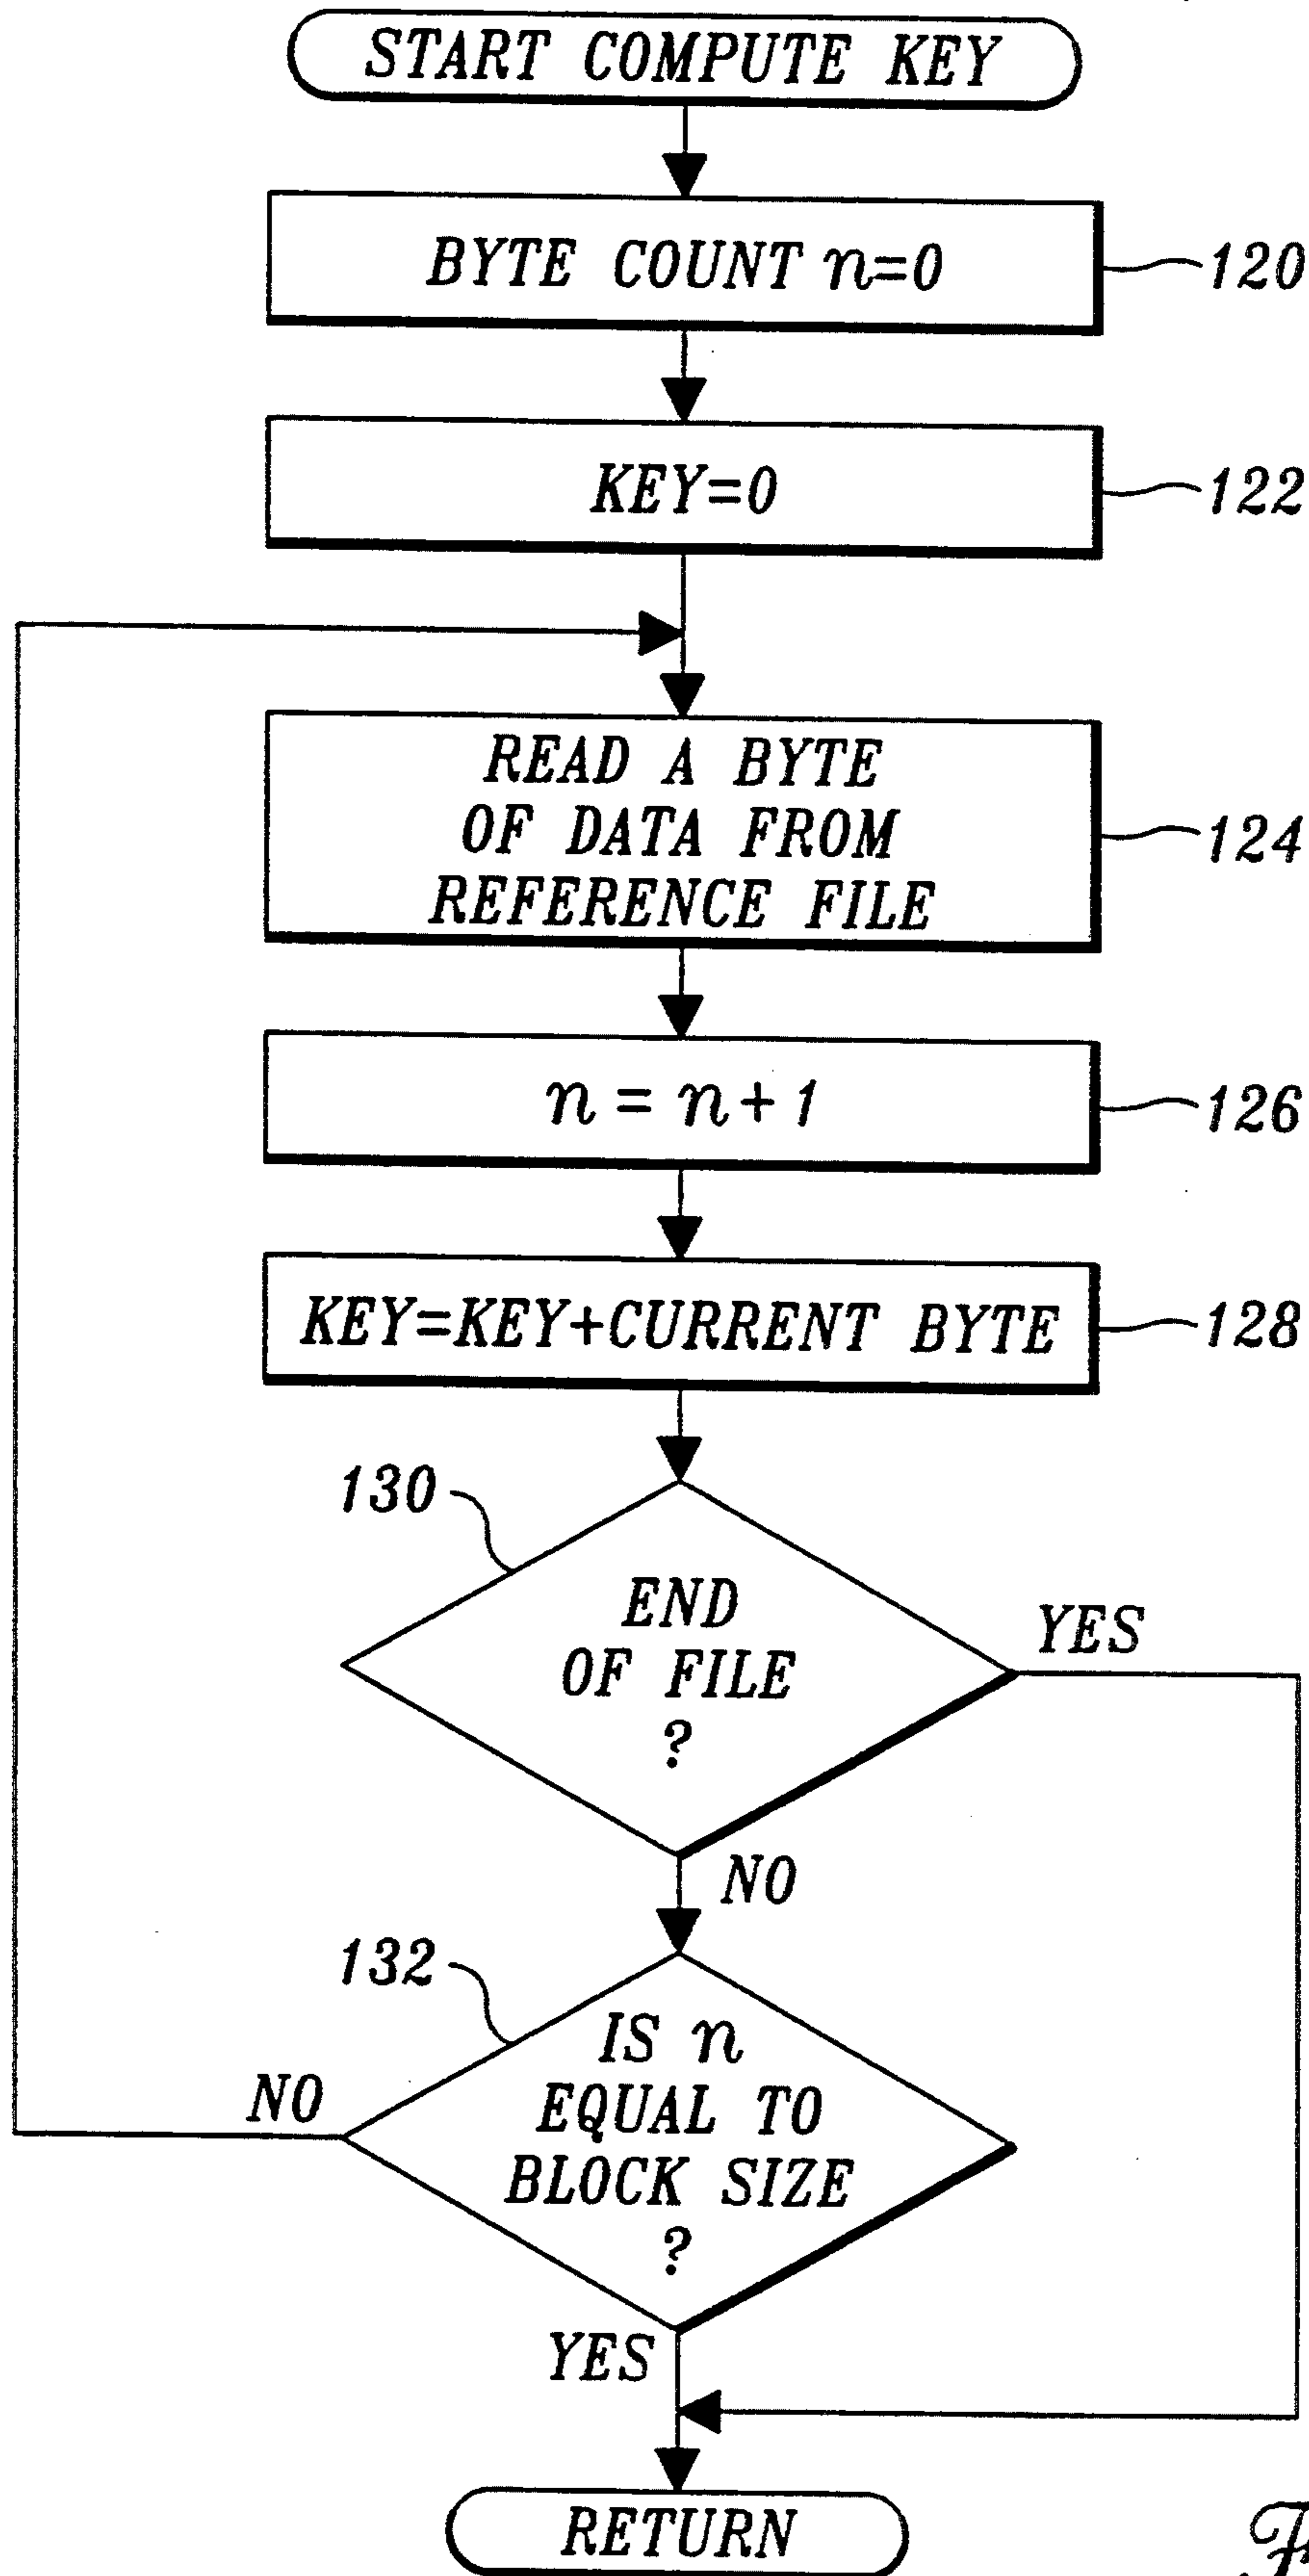 START COMPUTE KEY
BYTE COUNT n=0
120
KEY=0
122
READ A BYTE
OF DATA FROM
REFERENCE FILE
124
n = n + 1
126
KEY=KEY+CURRENT BYTE
128
130
END
OF FILE
?
YES
NO
132
IS n
EQUAL TO
BLOCK SIZE
?
NO
YES
RETURN